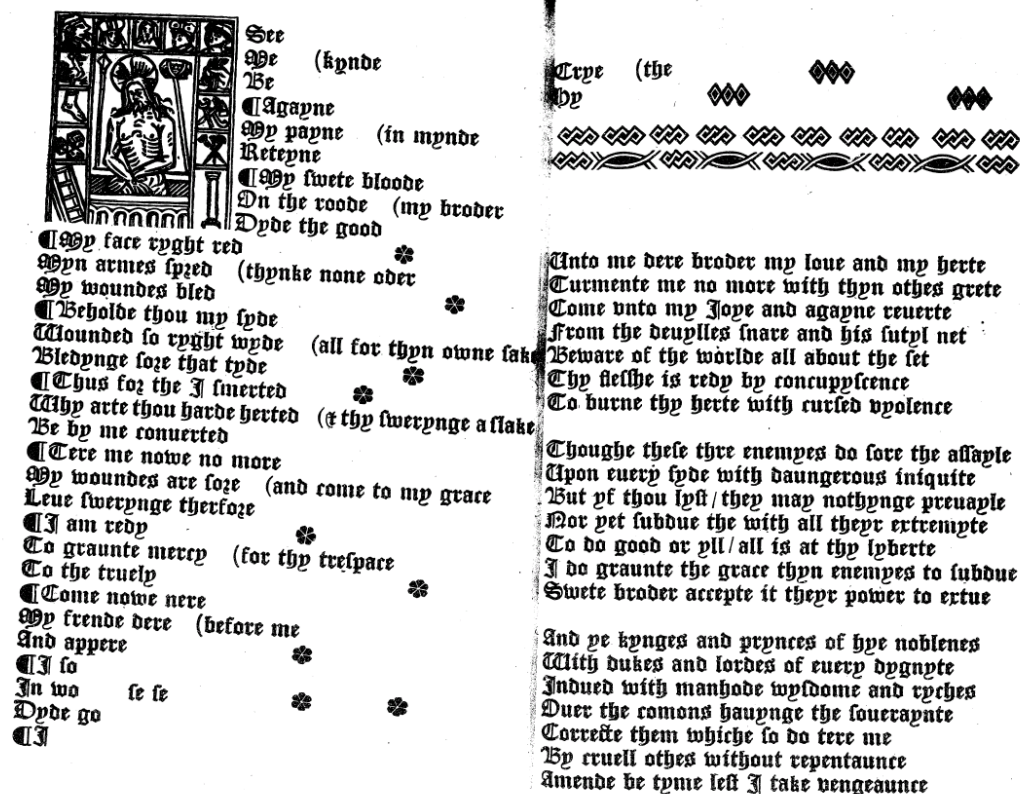 See
Me (kynde
Be
¶Agayne
My payne (in mynde
Reteyne
¶My ſwete bloode
On the roode (my broder
Dyde the good
¶My face ryght red
Myn armes ſpꝛed (thynke none oder
My woundes bled
¶Beholde thou my ſyde
Wounded ſo ryght wyde (all for thyn owne ſake
Bledynge ſoꝛe that tyde
¶Thus foꝛ the I ſmerted
Why arte thou harde herted (⁊ thy ſwerynge aſlake
Be by me conuerted
¶Tere me nowe no more
My woundes are ſoꝛe (and come to my grace
Leue ſwerynge therfoꝛe
¶I am redy
To graunte mercy (for thy treſpace
To the truely
¶Come nowe nere
My frende dere (before me
And appere
¶I ſo
In wo ſe ſe
Dyde go
¶I
Crye (the
hy
Unto me dere broder my loue and my herte
Turmente me no more with thyn othes grete
Come vnto my Joye and agayne reuerte
From the deuylles ſnare and his ſutyl net
Beware of the worlde all about the ſet
Thy fleſſhe is redy by concupyſcence
To burne thy herte with curſed vyolence
Thoughe theſe thre enemyes do ſore the aſſayle
Upon euery ſyde with daungerous iniquite
But yf thou lyſt/they may nothynge preuayle
Nor yet ſubdue the with all theyr extremyte
To do good or yll/all is at thy lyberte
I do graunte the grace thyn enemyes to ſubdue
Swete broder accepte it theyr power to extue
And ye kynges and prynces of hye noblenes
With dukes and lordes of euery dygnyte
Indued with manhode wyſdome and ryches
Ouer the comons hauynge the ſoueraynte
Correcte them whiche ſo do tere me
By cruell othes without repentaunce
Amende be tyme leſt I take vengeaunce